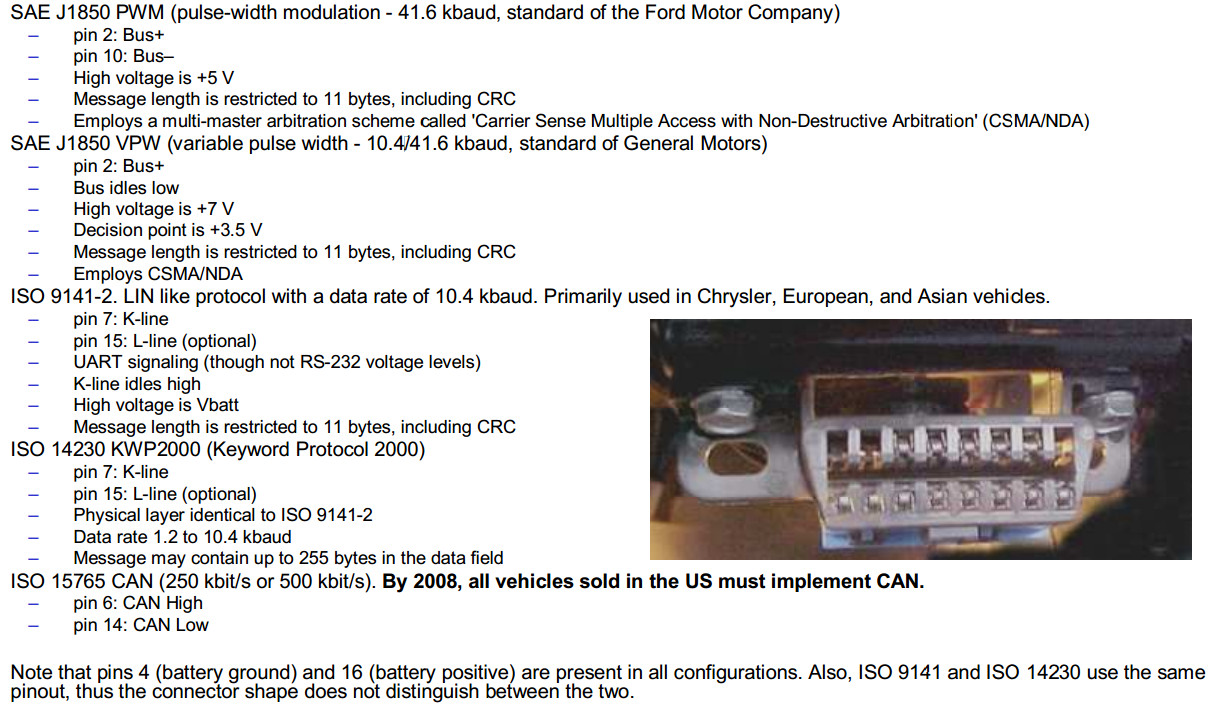 SAE J1850 PWM (pulse-width modulation - 41.6 kbaud, standard of the Ford Motor Company)
– pin 2: Bus+
– pin 10: Bus–
– High voltage is +5 V
– Message length is restricted to 11 bytes, including CRC
– Employs a multi-master arbitration scheme called 'Carrier Sense Multiple Access with Non-Destructive Arbitration' (CSMA/NDA)
SAE J1850 VPW (variable pulse width - 10.4/41.6 kbaud, standard of General Motors)
– pin 2: Bus+
– Bus idles low
– High voltage is +7 V
– Decision point is +3.5 V
– Message length is restricted to 11 bytes, including CRC
– Employs CSMA/NDA
ISO 9141-2. LIN like protocol with a data rate of 10.4 kbaud. Primarily used in Chrysler, European, and Asian vehicles.
– pin 7: K-line
– pin 15: L-line (optional)
– UART signaling (though not RS-232 voltage levels)
– K-line idles high
– High voltage is Vbatt
– Message length is restricted to 11 bytes, including CRC
ISO 14230 KWP2000 (Keyword Protocol 2000)
– pin 7: K-line
– pin 15: L-line (optional)
– Physical layer identical to ISO 9141-2
– Data rate 1.2 to 10.4 kbaud
– Message may contain up to 255 bytes in the data field
ISO 15765 CAN (250 kbit/s or 500 kbit/s). By 2008, all vehicles sold in the US must implement CAN.
– pin 6: CAN High
– pin 14: CAN Low
Note that pins 4 (battery ground) and 16 (battery positive) are present in all configurations. Also, ISO 9141 and ISO 14230 use the same
pinout, thus the connector shape does not distinguish between the two.